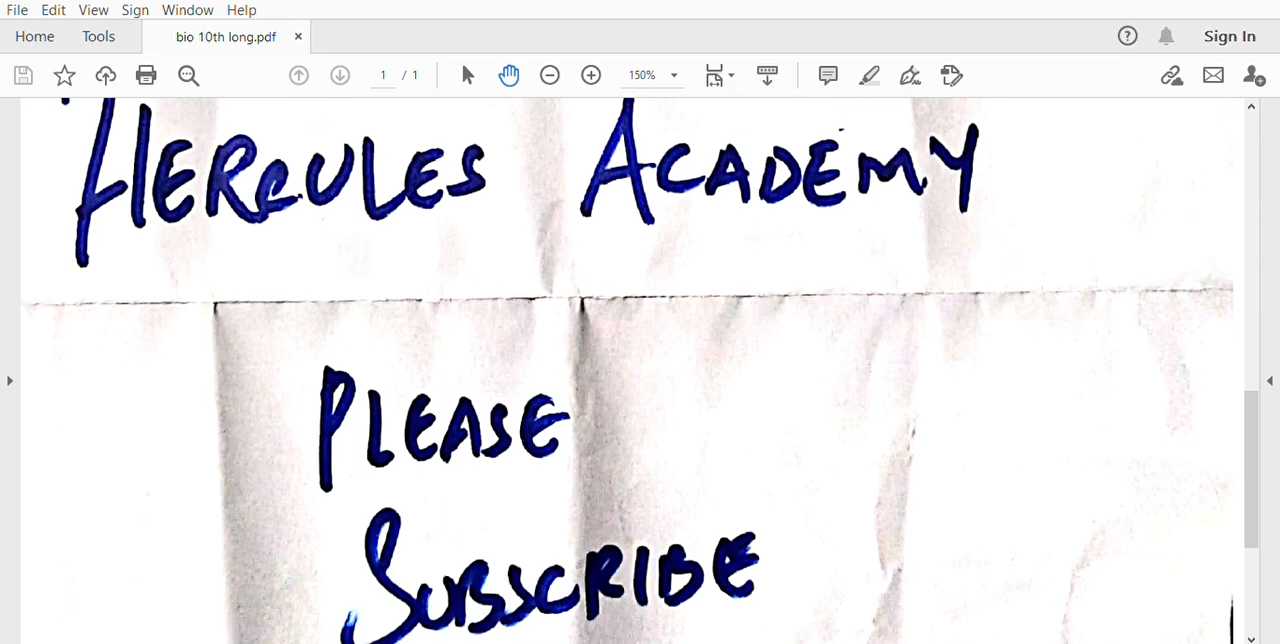 File Edit View Sign Window Help
Home Tools bio 10th long.pdf × ? Sign In
1 / 1 150%
HERCULES ACADEMY
PLEASE
SUBSCRIBE